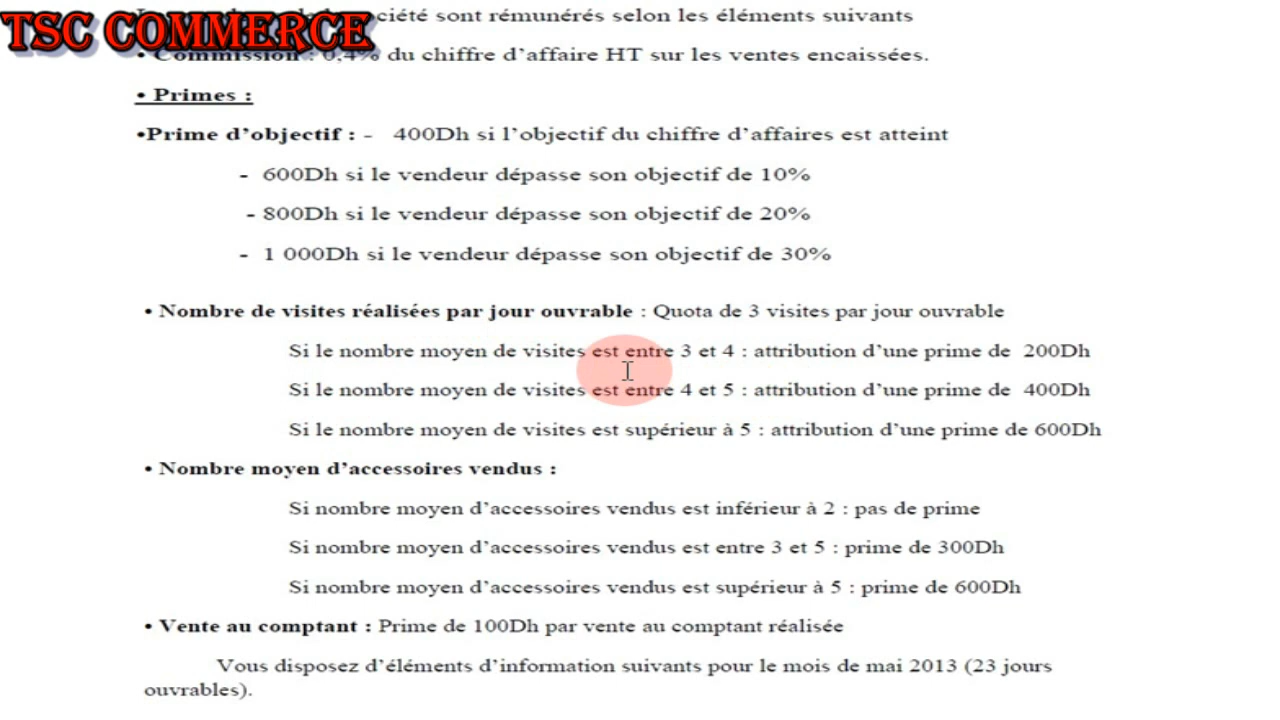 TSC COMMERCE
ociété sont rémunérés selon les éléments suivants
• Commission : 0,4% du chiffre d’affaire HT sur les ventes encaissées.
• Primes :
•Prime d’objectif : - 400Dh si l’objectif du chiffre d’affaires est atteint
- 600Dh si le vendeur dépasse son objectif de 10%
- 800Dh si le vendeur dépasse son objectif de 20%
- 1 000Dh si le vendeur dépasse son objectif de 30%
• Nombre de visites réalisées par jour ouvrable : Quota de 3 visites par jour ouvrable
Si le nombre moyen de visites est entre 3 et 4 : attribution d’une prime de 200Dh
Si le nombre moyen de visites est entre 4 et 5 : attribution d’une prime de 400Dh
Si le nombre moyen de visites est supérieur à 5 : attribution d’une prime de 600Dh
• Nombre moyen d’accessoires vendus :
Si nombre moyen d’accessoires vendus est inférieur à 2 : pas de prime
Si nombre moyen d’accessoires vendus est entre 3 et 5 : prime de 300Dh
Si nombre moyen d’accessoires vendus est supérieur à 5 : prime de 600Dh
• Vente au comptant : Prime de 100Dh par vente au comptant réalisée
Vous disposez d’éléments d’information suivants pour le mois de mai 2013 (23 jours
ouvrables).